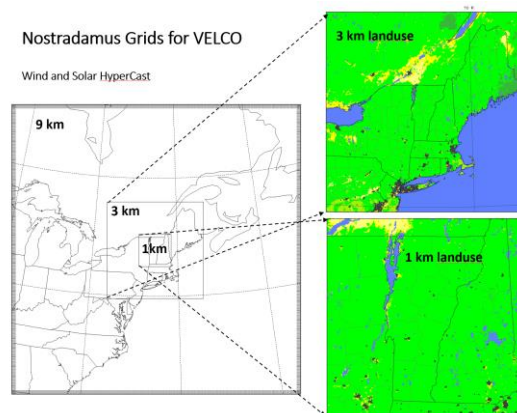 Nostradamus Grids for VELCO
Wind and Solar HyperCast
9 km
3 km
1km
3 km landuse
1 km landuse